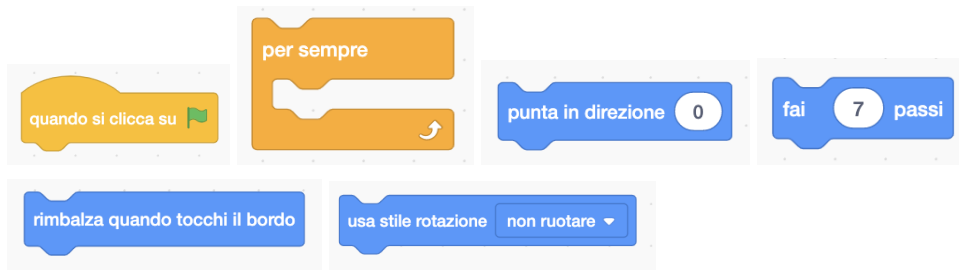 per sempre
quando si clicca su
punta in direzione 0
fai 7 passi
rimbalza quando tocchi il bordo
usa stile rotazione non ruotare